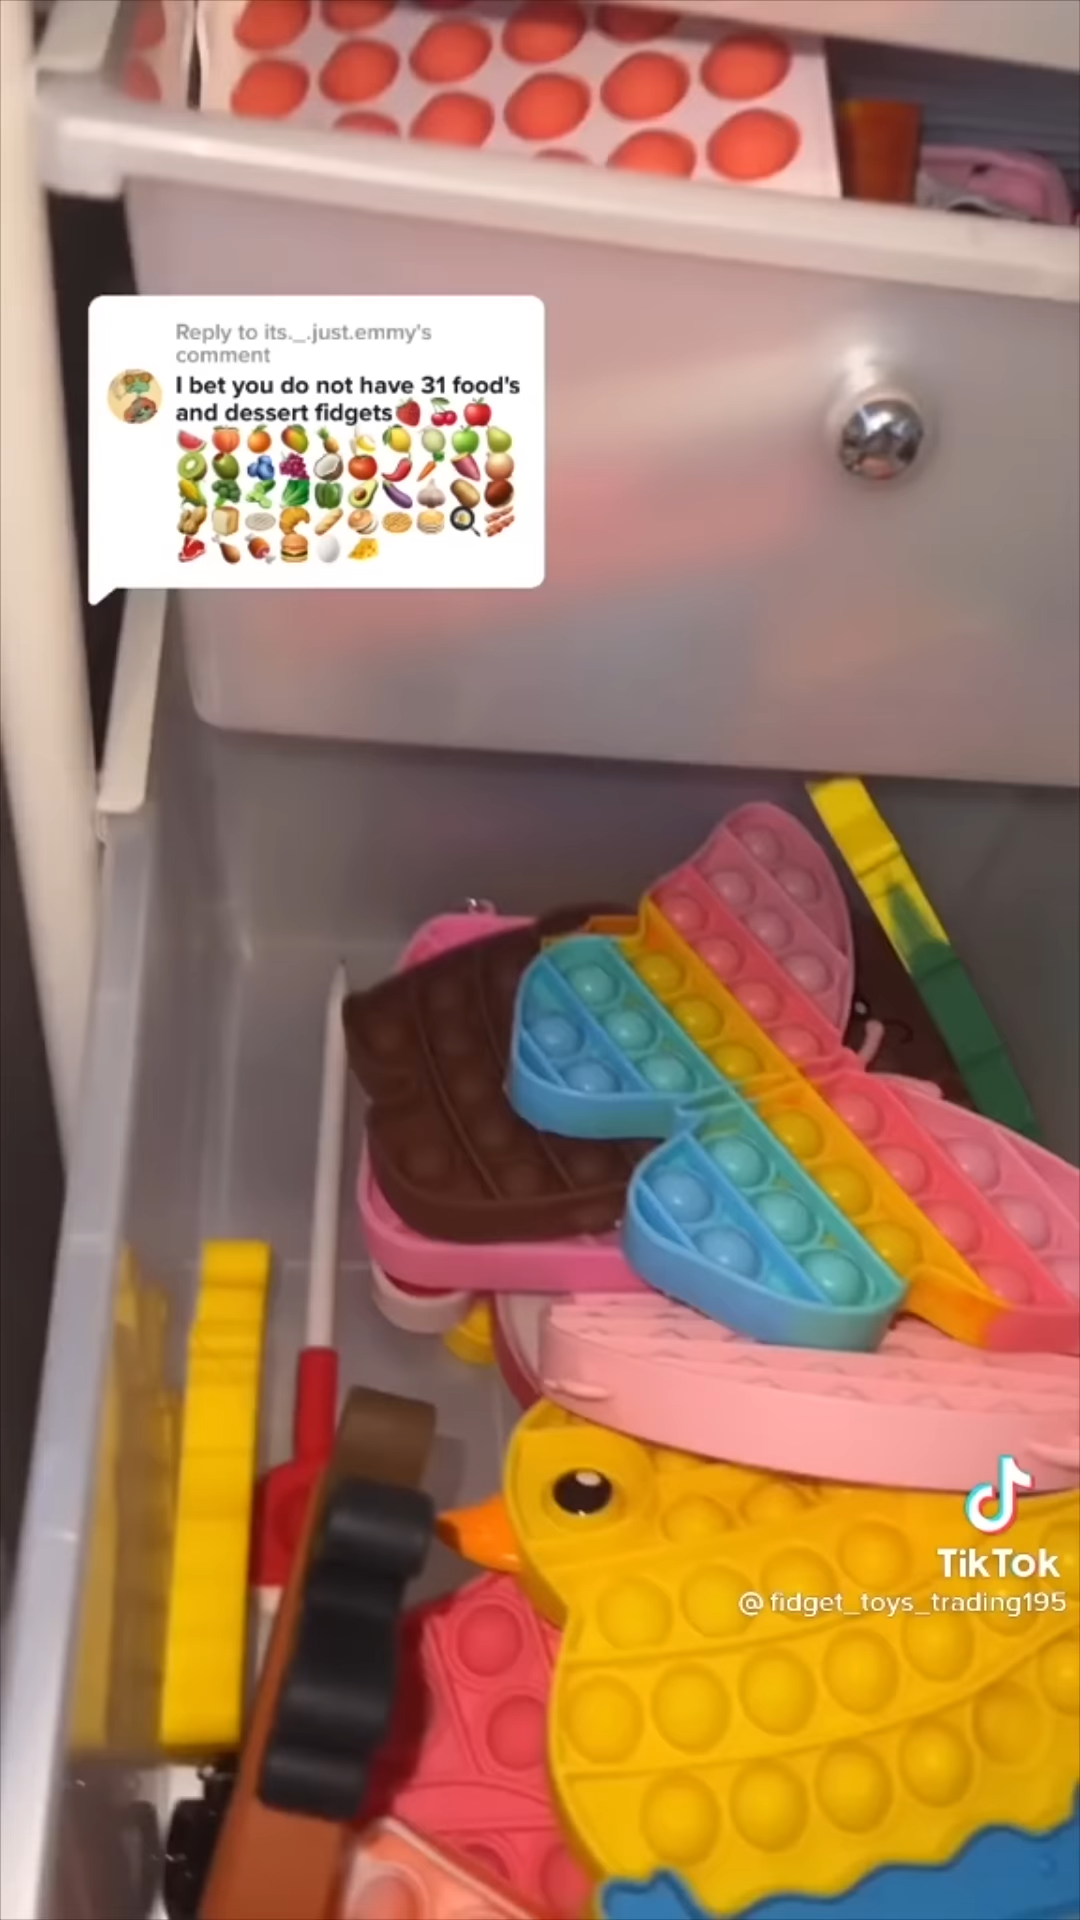 Reply to its._.just.emmy's
comment
I bet you do not have 31 food's
and dessert fidgets🍓🍒🍎
🍉🍑🍊🥭🍍🍌🍋🍈🍏🍐
🥝🫒🫐🍇🥥🍅🌶️🥕🍠🧅
🌽🥦🥒🥬🫑🥑🍆🧄🥔🌰
🥜🍞🫓🥐🥖🥯🧇🥞🍳🥓
🥩🍗🍖🍔🥚🧀
TikTok
@fidget_toys_trading195